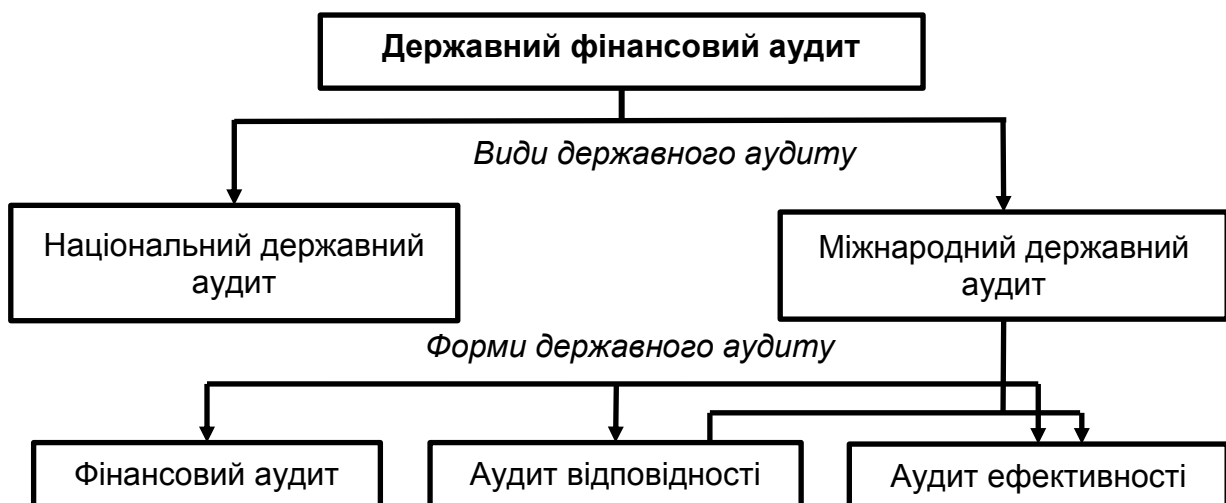 Державний фінансовий аудит
Види державного аудиту
Національний державний
аудит
Міжнародний державний
аудит
Форми державного аудиту
Фінансовий аудит
Аудит відповідності
Аудит ефективності